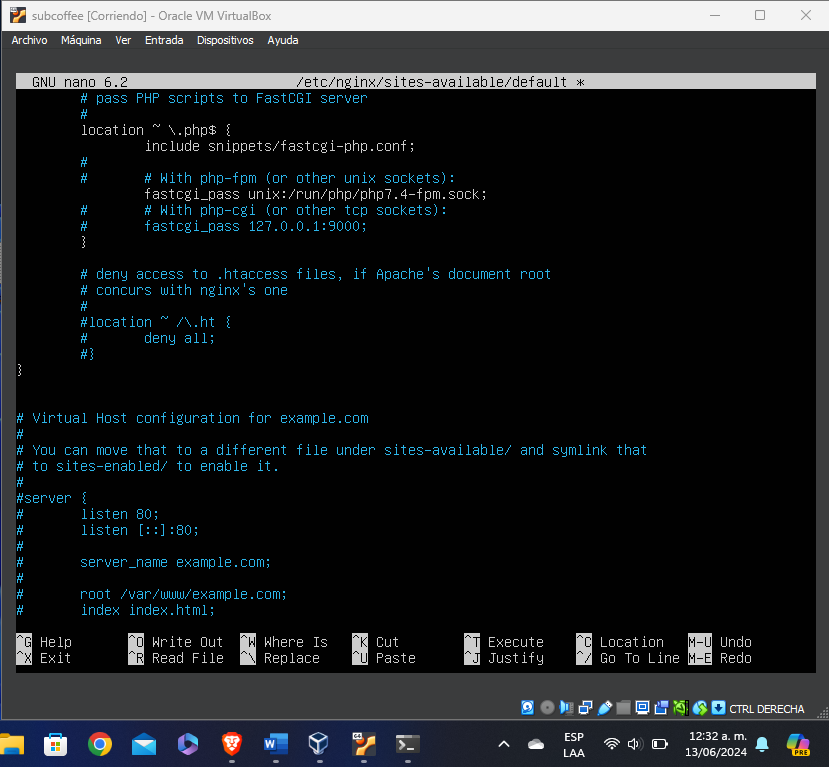 subcoffee [Corriendo] - Oracle VM VirtualBox
Archivo Máquina Ver Entrada Dispositivos Ayuda
GNU nano 6.2 /etc/nginx/sites-available/default *
# pass PHP scripts to FastCGI server
#
location ~ \.php$ {
include snippets/fastcgi-php.conf;
#
# # With php-fpm (or other unix sockets):
fastcgi_pass unix:/run/php/php7.4-fpm.sock;
# # With php-cgi (or other tcp sockets):
# fastcgi_pass 127.0.0.1:9000;
}
# deny access to .htaccess files, if Apache's document root
# concurs with nginx's one
#
#location ~ /\.ht {
# deny all;
#}
}
# Virtual Host configuration for example.com
#
# You can move that to a different file under sites-available/ and symlink that
# to sites-enabled/ to enable it.
#
#server {
# listen 80;
# listen [::]:80;
#
# server_name example.com;
#
# root /var/www/example.com;
# index index.html;
^G Help ^O Write Out ^W Where Is ^K Cut ^T Execute ^C Location M-U Undo
^X Exit ^R Read File ^\ Replace ^U Paste ^J Justify ^/ Go To Line M-E Redo
CTRL DERECHA
ESP
LAA
12:32 a. m.
13/06/2024
PRE